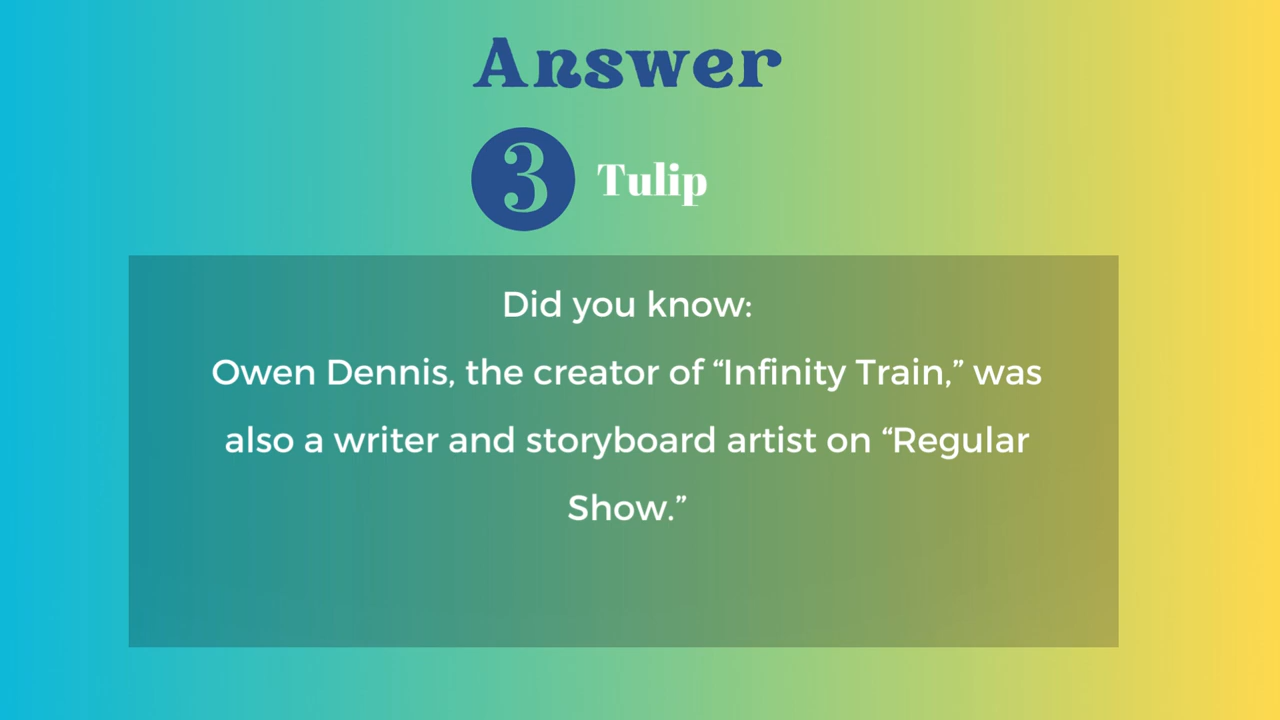 Answer
3 Tulip
Did you know:
Owen Dennis, the creator of “Infinity Train,” was
also a writer and storyboard artist on “Regular
Show.”